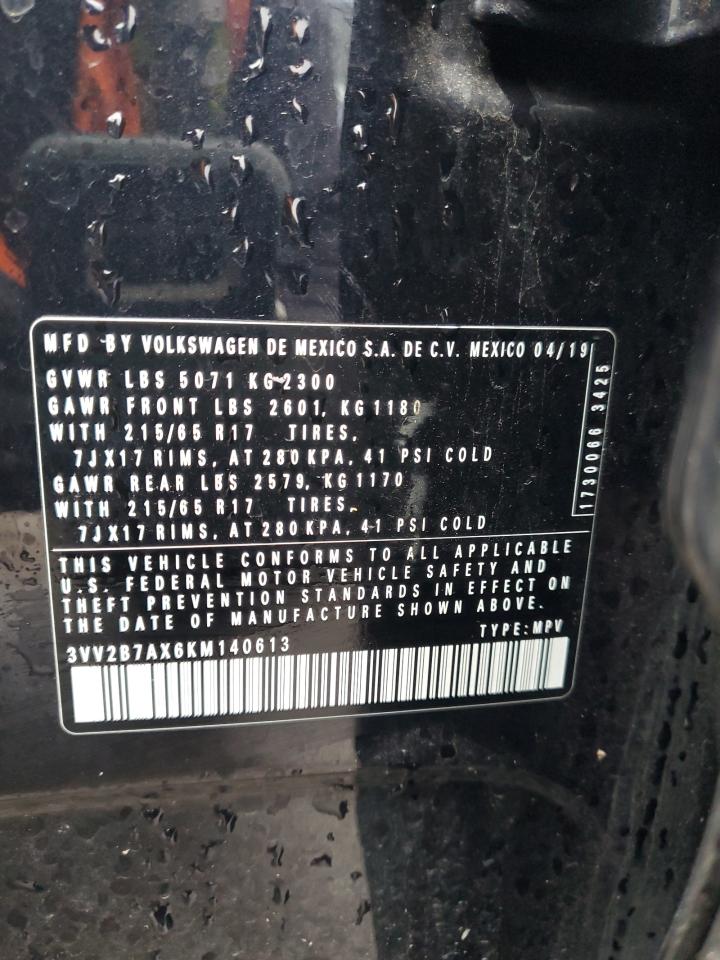 MFD BY VOLKSWAGEN DE MEXICO S.A. DE C.V. MEXICO 04/19
GVWR LBS 5071 KG 2300
GAWR FRONT LBS 2601, KG 1180
WITH 215/65 R17 TIRES,
7JX17 RIMS, AT 280 KPA, 41 PSI COLD
GAWR REAR LBS 2579, KG 1170
WITH 215/65 R17 TIRES,
7JX17 RIMS, AT 280 KPA, 41 PSI COLD
1730066 3425
THIS VEHICLE CONFORMS TO ALL APPLICABLE
U.S. FEDERAL MOTOR VEHICLE SAFETY AND
THEFT PREVENTION STANDARDS IN EFFECT ON
THE DATE OF MANUFACTURE SHOWN ABOVE.
TYPE: MPV
3VV2B7AX6KM140613